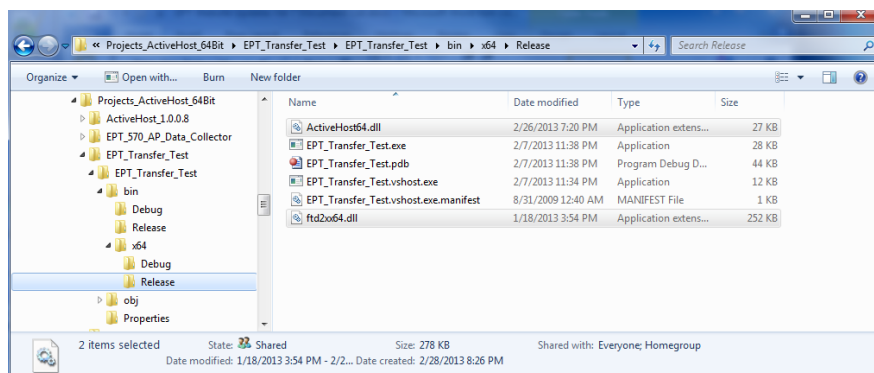 « Projects_ActiveHost_64Bit ▸ EPT_Transfer_Test ▸ EPT_Transfer_Test ▸ bin ▸ x64 ▸ Release
Search Release
Organize Open with... Burn New folder
Projects_ActiveHost_64Bit
ActiveHost_1.0.0.8
EPT_570_AP_Data_Collector
EPT_Transfer_Test
EPT_Transfer_Test
bin
Debug
Release
x64
Debug
Release
obj
Properties
Name Date modified Type Size
ActiveHost64.dll 2/26/2013 7:20 PM Application extens... 27 KB
EPT_Transfer_Test.exe 2/7/2013 11:38 PM Application 28 KB
EPT_Transfer_Test.pdb 2/7/2013 11:38 PM Program Debug D... 44 KB
EPT_Transfer_Test.vshost.exe 2/7/2013 11:34 PM Application 12 KB
EPT_Transfer_Test.vshost.exe.manifest 8/31/2009 12:40 AM MANIFEST File 1 KB
ftd2xx64.dll 1/18/2013 3:54 PM Application extens... 252 KB
2 items selected State: Shared Size: 278 KB Shared with: Everyone; Homegroup
Date modified: 1/18/2013 3:54 PM - 2/2... Date created: 2/28/2013 8:26 PM